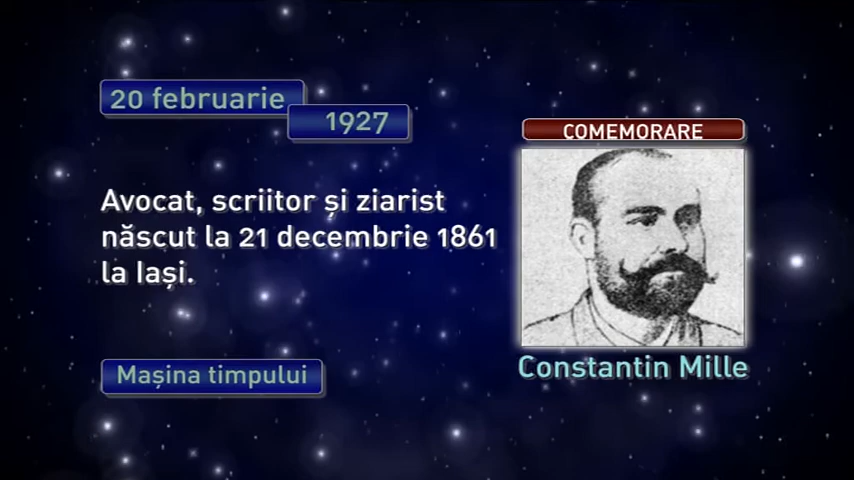 20 februarie
1927
COMEMORARE
Avocat, scriitor și ziarist
născut la 21 decembrie 1861
la Iași.
Constantin Mille
Mașina timpului